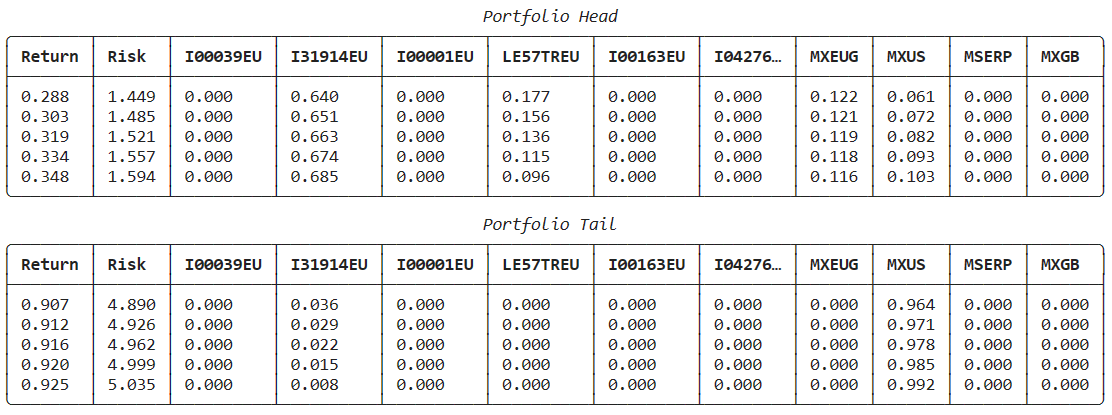 Portfolio Head
Return Risk I00039EU I31914EU I00001EU LE57TREU I00163EU I04276… MXEUG MXUS MSERP MXGB
0.288 1.449 0.000 0.640 0.000 0.177 0.000 0.000 0.122 0.061 0.000 0.000
0.303 1.485 0.000 0.651 0.000 0.156 0.000 0.000 0.121 0.072 0.000 0.000
0.319 1.521 0.000 0.663 0.000 0.136 0.000 0.000 0.119 0.082 0.000 0.000
0.334 1.557 0.000 0.674 0.000 0.115 0.000 0.000 0.118 0.093 0.000 0.000
0.348 1.594 0.000 0.685 0.000 0.096 0.000 0.000 0.116 0.103 0.000 0.000
Portfolio Tail
Return Risk I00039EU I31914EU I00001EU LE57TREU I00163EU I04276… MXEUG MXUS MSERP MXGB
0.907 4.890 0.000 0.036 0.000 0.000 0.000 0.000 0.000 0.964 0.000 0.000
0.912 4.926 0.000 0.029 0.000 0.000 0.000 0.000 0.000 0.971 0.000 0.000
0.916 4.962 0.000 0.022 0.000 0.000 0.000 0.000 0.000 0.978 0.000 0.000
0.920 4.999 0.000 0.015 0.000 0.000 0.000 0.000 0.000 0.985 0.000 0.000
0.925 5.035 0.000 0.008 0.000 0.000 0.000 0.000 0.000 0.992 0.000 0.000